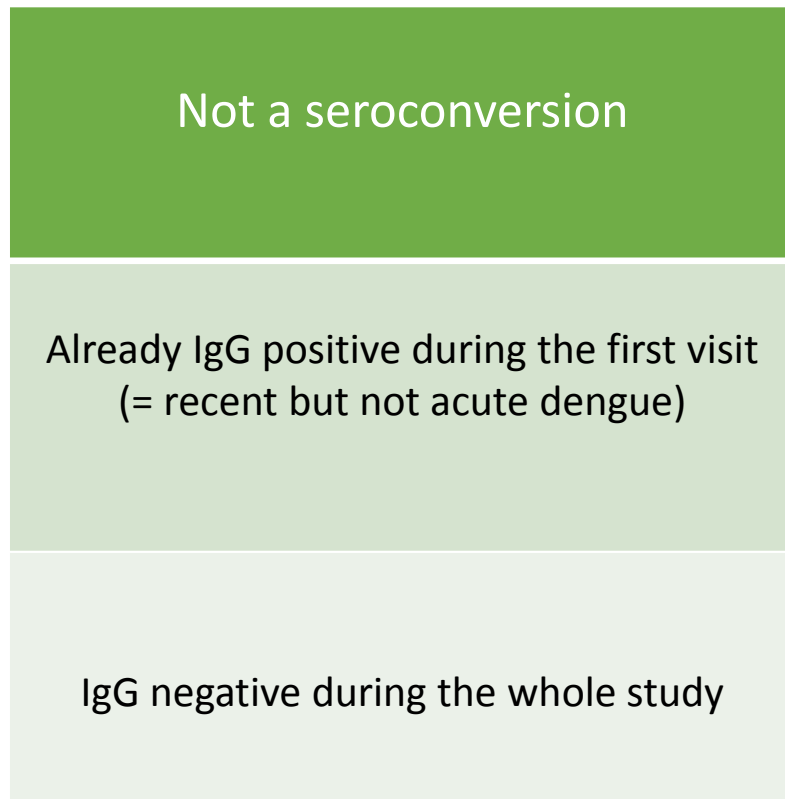 Not a seroconversion
Already IgG positive during the first visit
(= recent but not acute dengue)
IgG negative during the whole study